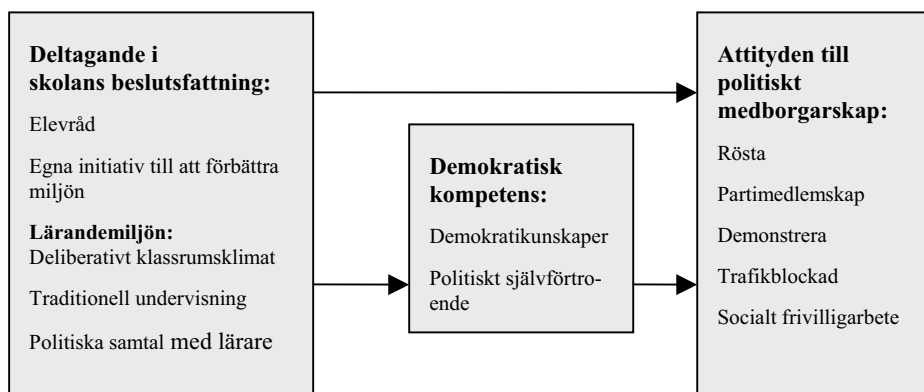 Deltagande i
skolans beslutsfattning:
Elevråd
Egna initiativ till att förbättra
miljön
Lärandemiljön:
Deliberativt klassrumsklimat
Traditionell undervisning
Politiska samtal med lärare
Demokratisk
kompetens:
Demokratikunskaper
Politiskt självförtro-
ende
Attityden till
politiskt
medborgarskap:
Rösta
Partimedlemskap
Demonstrera
Trafikblockad
Socialt frivilligarbete